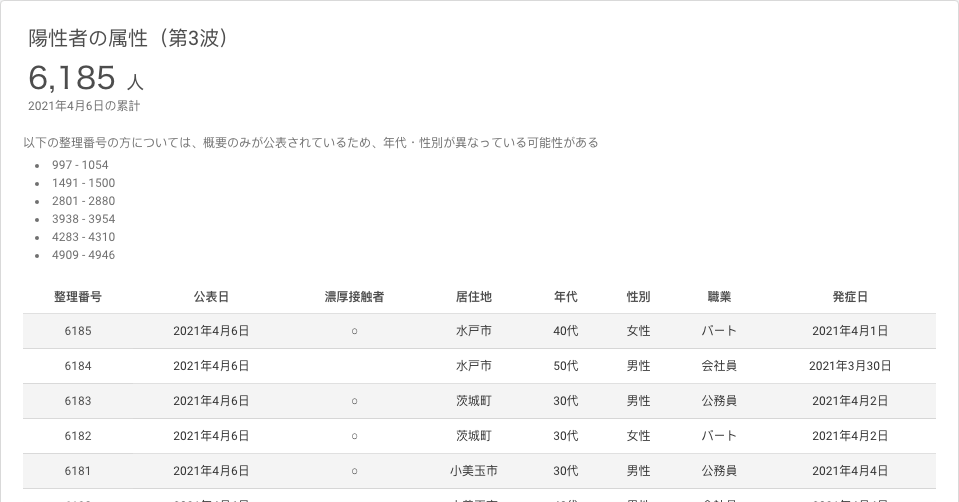 陽性者の属性（第3波）
6,185 人
2021年4月6日の累計
以下の整理番号の方については、概要のみが公表されているため、年代・性別が異なっている可能性がある
• 997 - 1054
• 1491 - 1500
• 2801 - 2880
• 3938 - 3954
• 4283 - 4310
• 4909 - 4946
整理番号 公表日 濃厚接触者 居住地 年代 性別 職業 発症日
6185 2021年4月6日 ○ 水戸市 40代 女性 パート 2021年4月1日
6184 2021年4月6日 水戸市 50代 男性 会社員 2021年3月30日
6183 2021年4月6日 ○ 茨城町 30代 男性 公務員 2021年4月2日
6182 2021年4月6日 ○ 茨城町 30代 女性 パート 2021年4月2日
6181 2021年4月6日 ○ 小美玉市 30代 男性 公務員 2021年4月4日